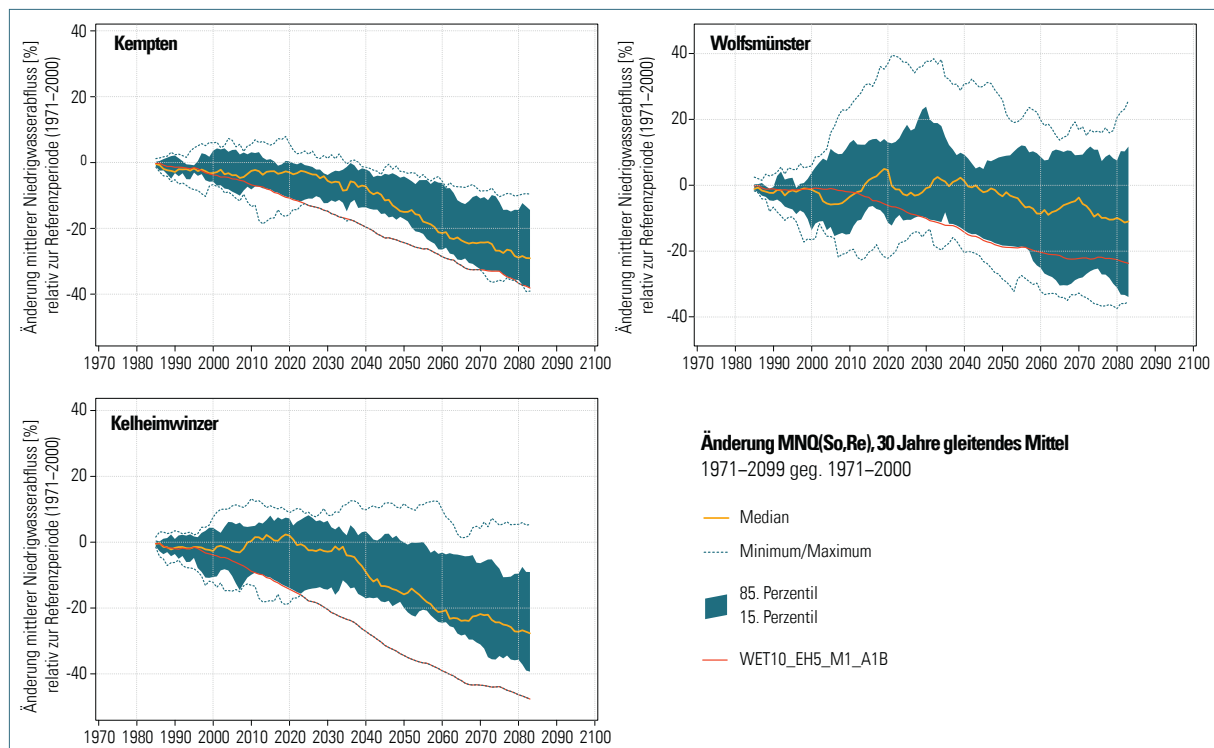 Kempten
Änderung mittlerer Niedrigwasserabfluss [%]
relativ zur Referenzperiode (1971–2000)
40
20
0
-20
-40
1970 1980 1990 2000 2010 2020 2030 2040 2050 2060 2070 2080 2090 2100
Wolfsmünster
Änderung mittlerer Niedrigwasserabfluss [%]
relativ zur Referenzperiode (1971–2000)
40
20
0
-20
-40
1970 1980 1990 2000 2010 2020 2030 2040 2050 2060 2070 2080 2090 2100
Kelheimwinzer
Änderung mittlerer Niedrigwasserabfluss [%]
relativ zur Referenzperiode (1971–2000)
40
20
0
-20
-40
1970 1980 1990 2000 2010 2020 2030 2040 2050 2060 2070 2080 2090 2100
Änderung MNQ(So,Re), 30 Jahre gleitendes Mittel
1971–2099 geg. 1971–2000
Median
Minimum/Maximum
85. Perzentil
15. Perzentil
WET10_EH5_M1_A1B